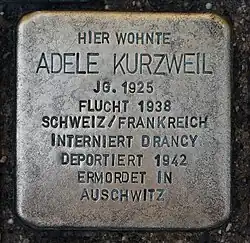 HIER WOHNTE
ADELE KURZWEIL
JG. 1925
FLUCHT 1938
SCHWEIZ/FRANKREICH
INTERNIERT DRANCY
DEPORTIERT 1942
ERMORDET IN
AUSCHWITZ